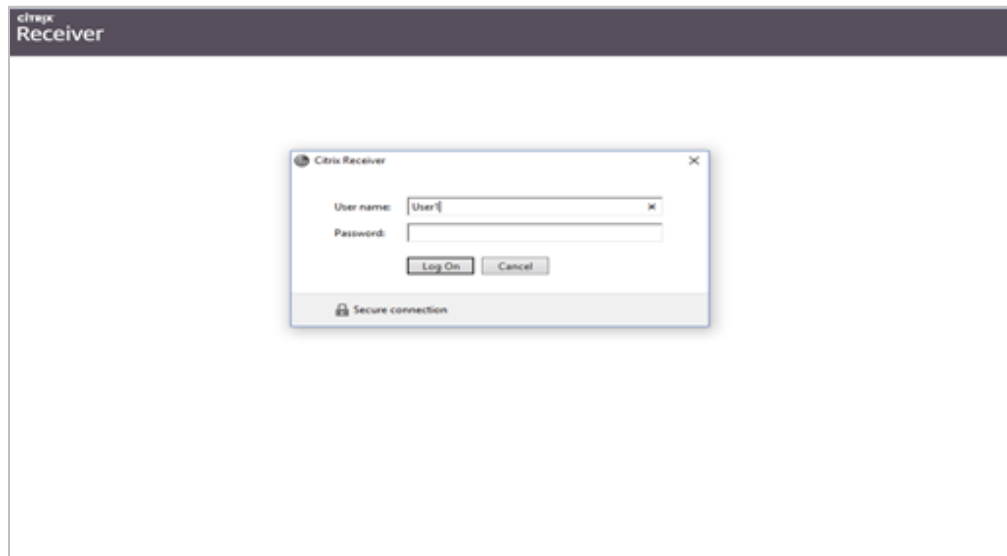 CITRIX
Receiver
Citrix Receiver
User name: User1
Password:
Log On Cancel
Secure connection